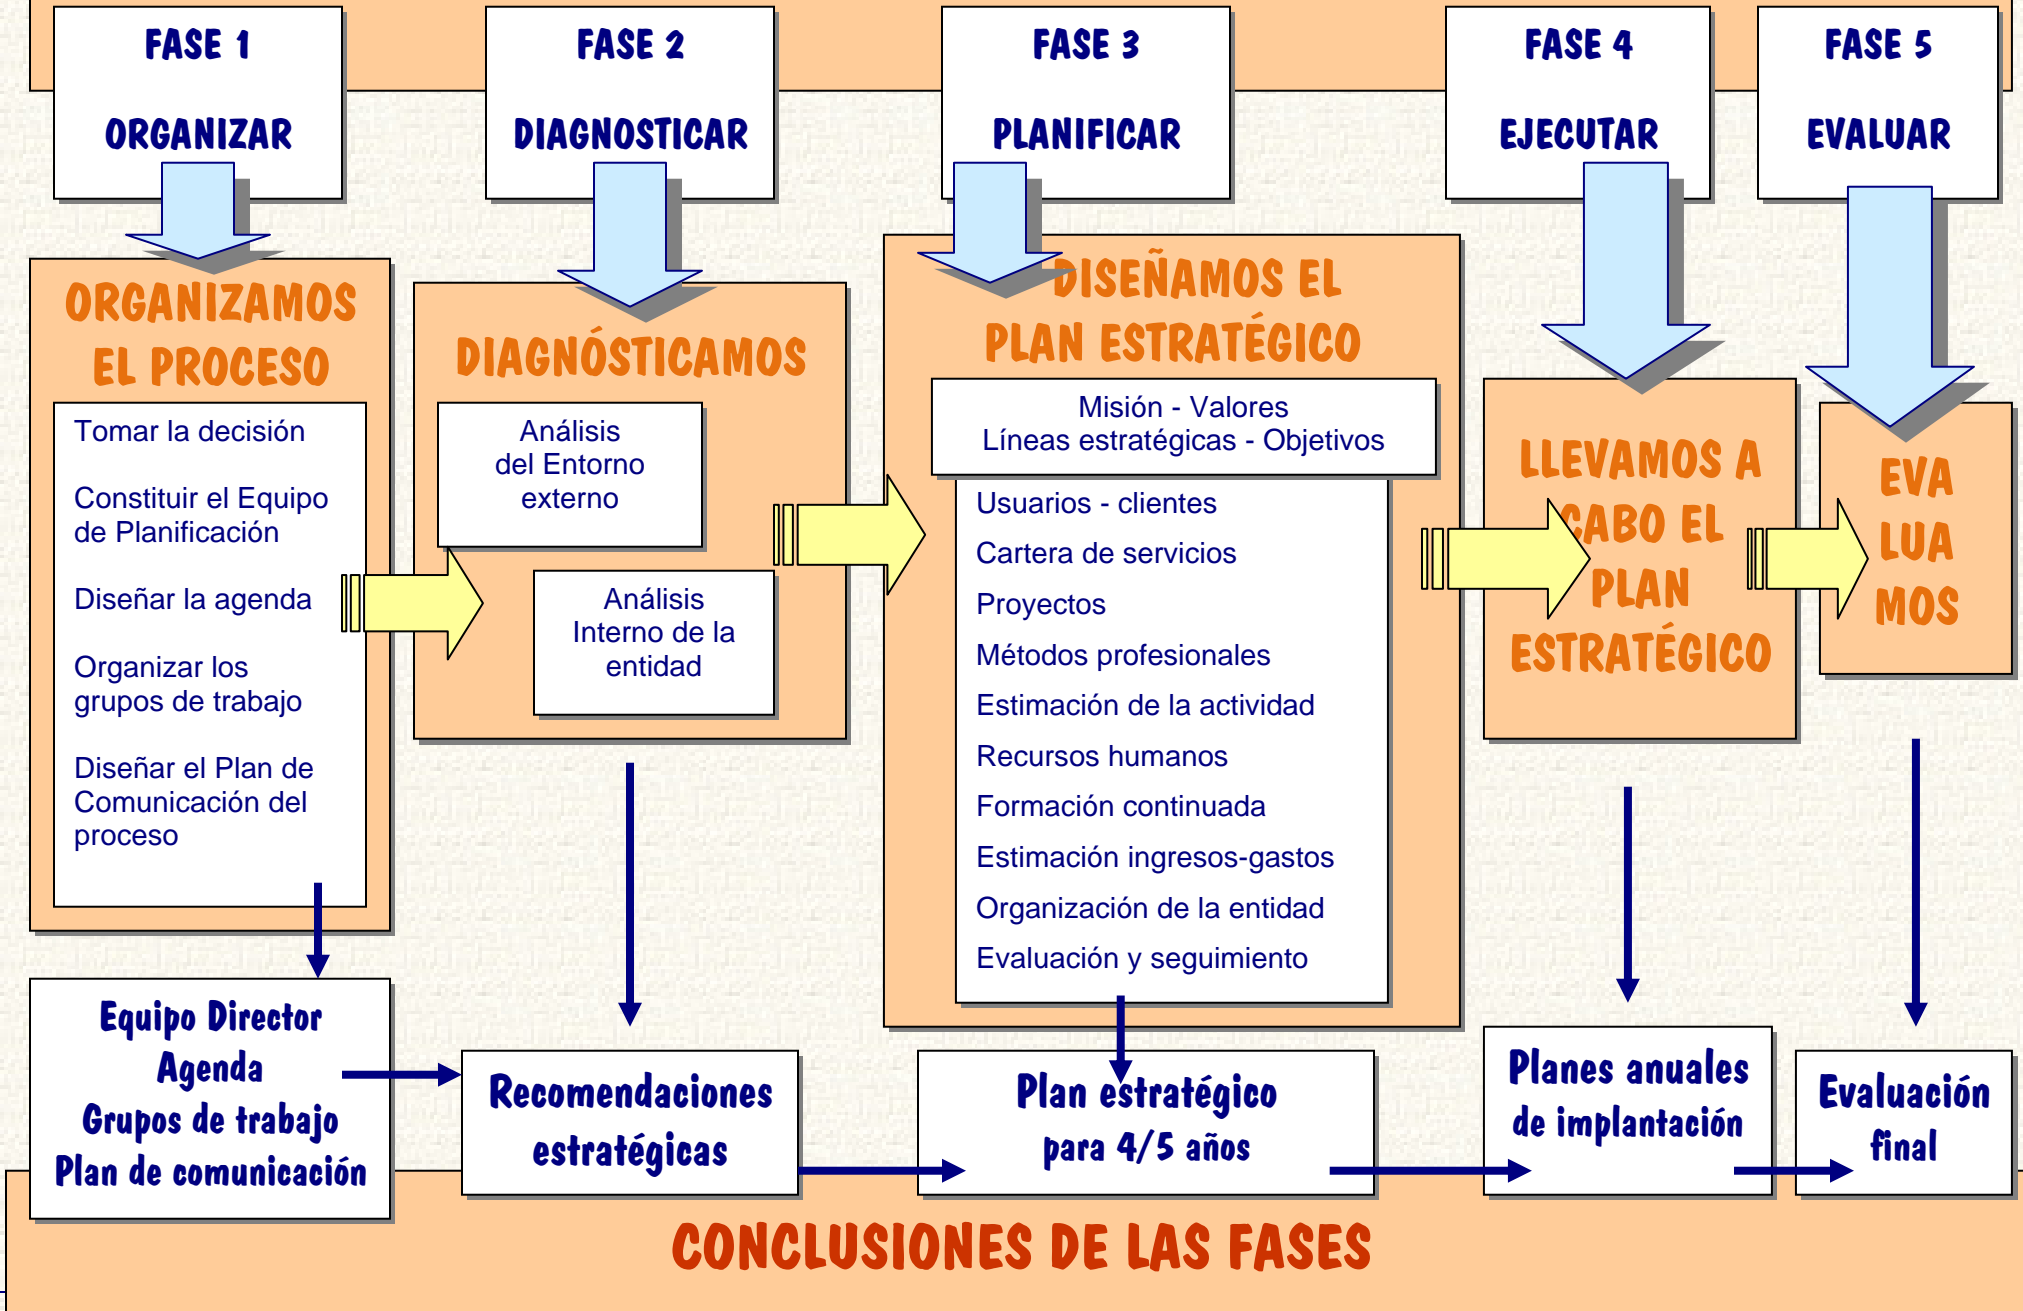 FASE 1
ORGANIZAR
FASE 2
DIAGNOSTICAR
FASE 3
PLANIFICAR
FASE 4
EJECUTAR
FASE 5
EVALUAR
ORGANIZAMOS
EL PROCESO
Tomar la decisión
Constituir el Equipo
de Planificación
Diseñar la agenda
Organizar los
grupos de trabajo
Diseñar el Plan de
Comunicación del
proceso
DIAGNÓSTICAMOS
Análisis
del Entorno
externo
Análisis
Interno de la
entidad
DISEÑAMOS EL
PLAN ESTRATÉGICO
Misión - Valores
Líneas estratégicas - Objetivos
Usuarios - clientes
Cartera de servicios
Proyectos
Métodos profesionales
Estimación de la actividad
Recursos humanos
Formación continuada
Estimación ingresos-gastos
Organización de la entidad
Evaluación y seguimiento
LLEVAMOS A
CABO EL
PLAN
ESTRATÉGICO
EVA
LUA
MOS
Equipo Director
Agenda
Grupos de trabajo
Plan de comunicación
Recomendaciones
estratégicas
Plan estratégico
para 4/5 años
Planes anuales
de implantación
Evaluación
final
CONCLUSIONES DE LAS FASES